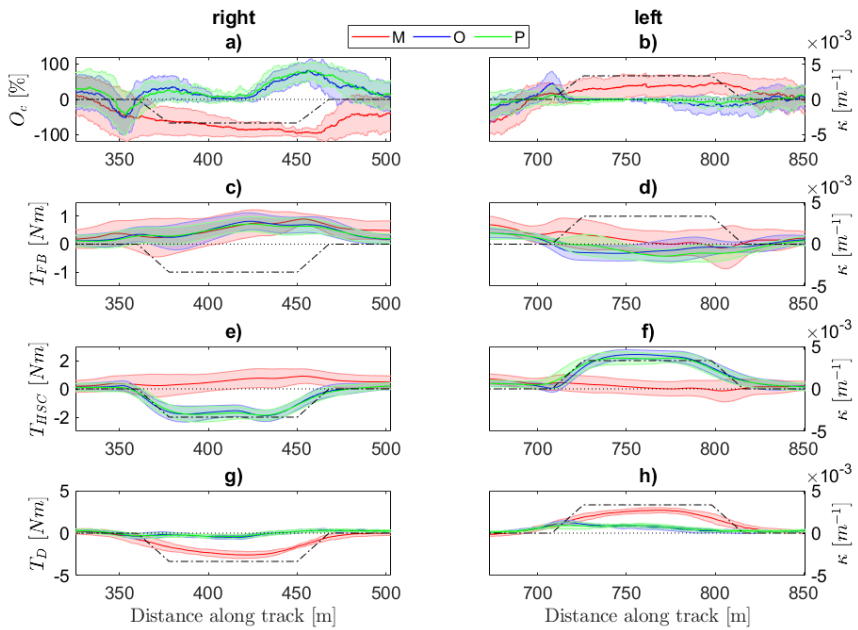 right left
M O P
a) b)
×10⁻³
100
0
-100
O_c [%]
5
0
-5
κ [m⁻¹]
350 400 450 500
700 750 800 850
c) d)
×10⁻³
1
0
-1
T_FB [Nm]
5
0
-5
κ [m⁻¹]
350 400 450 500
700 750 800 850
e) f)
×10⁻³
2
0
-2
T_HSC [Nm]
5
0
-5
κ [m⁻¹]
350 400 450 500
700 750 800 850
g) h)
×10⁻³
5
0
-5
T_D [Nm]
5
0
-5
κ [m⁻¹]
350 400 450 500
700 750 800 850
Distance along track [m] Distance along track [m]